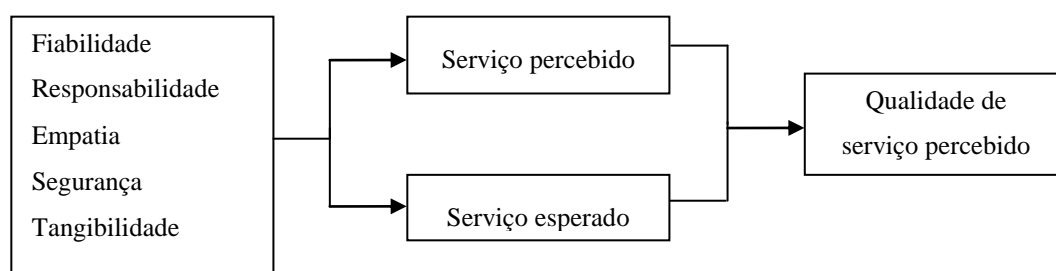 Fiabilidade
Responsabilidade
Empatia
Segurança
Tangibilidade
Serviço percebido
Serviço esperado
Qualidade de
serviço percebido